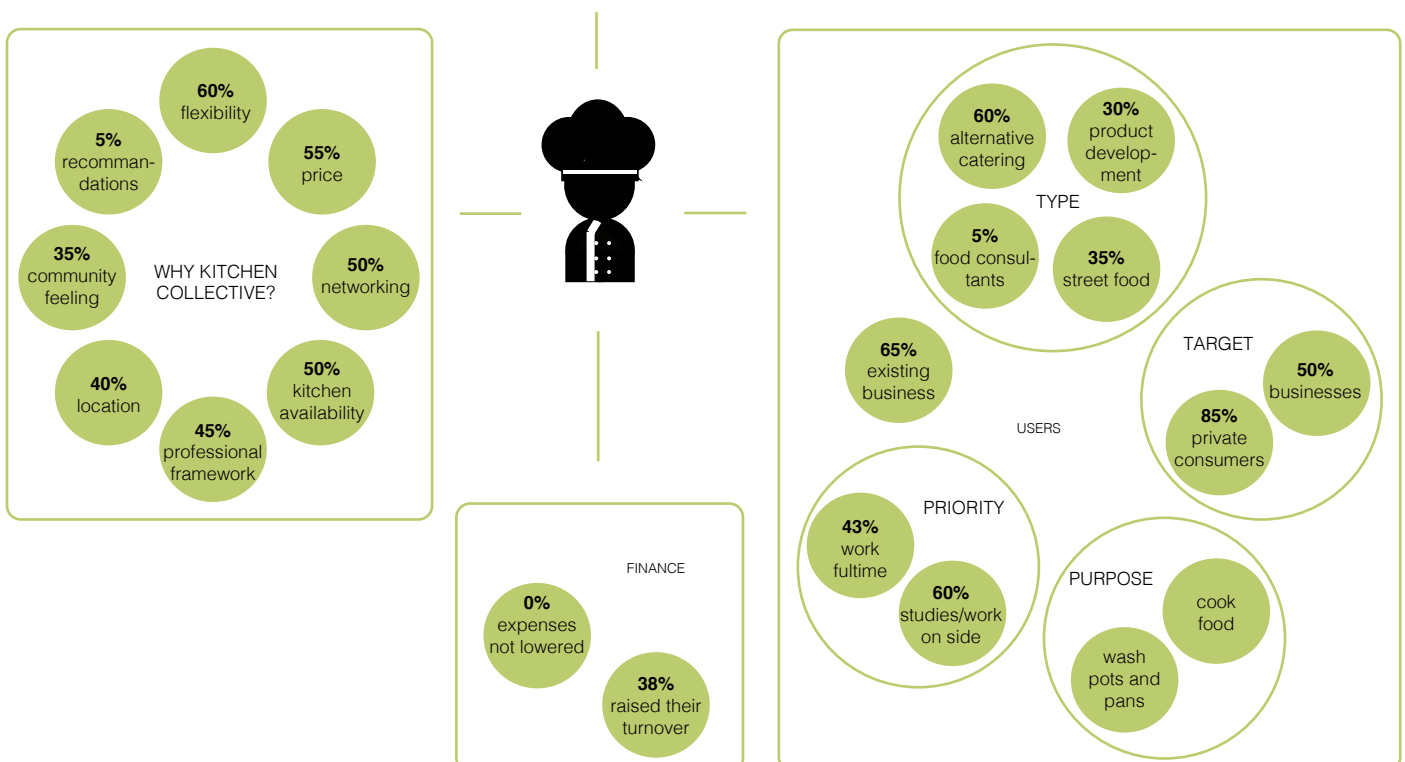 60%
flexibility
55%
price
50%
networking
50%
kitchen
availability
45%
professional
framework
40%
location
35%
community
feeling
5%
recomman-
dations
WHY KITCHEN
COLLECTIVE?
FINANCE
0%
expenses
not lowered
38%
raised their
turnover
60%
alternative
catering
30%
product
develop-
ment
TYPE
5%
food consul-
tants
35%
street food
65%
existing
business
USERS
TARGET
50%
businesses
85%
private
consumers
PRIORITY
43%
work
fultime
60%
studies/work
on side
PURPOSE
cook
food
wash
pots and
pans